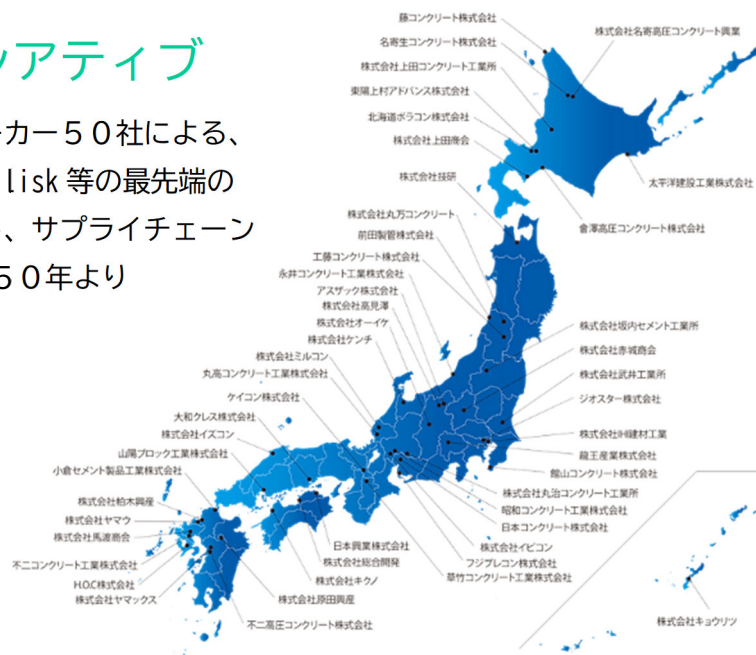 ンアティブ
ーカー５０社による、
lisk 等の最先端の
、サプライチェーン
５０年より
藤コンクリート株式会社
名寄生コンクリート株式会社
株式会社上田コンクリート工業所
東陽上村アドバンス株式会社
北海道ポラコン株式会社
株式会社上田商会
株式会社技研
株式会社名寄高圧コンクリート興業
太平洋建設工業株式会社
會澤高圧コンクリート株式会社
株式会社丸万コンクリート
前田製管株式会社
工藤コンクリート株式会社
永井コンクリート工業株式会社
アスザック株式会社
株式会社高見澤
株式会社オーイケ
株式会社ケンチ
株式会社ミルコン
丸高コンクリート工業株式会社
ケイコン株式会社
大和クレス株式会社
株式会社イズコン
山陽ブロック工業株式会社
小倉セメント製品工業株式会社
株式会社柏木興産
株式会社ヤマウ
株式会社馬渡商会
不二コンクリート工業株式会社
H.O.C株式会社
株式会社ヤマックス
株式会社坂内セメント工業所
株式会社赤城商会
株式会社武井工業所
ジオスター株式会社
株式会社IHI建材工業
龍王産業株式会社
館山コンクリート株式会社
株式会社丸治コンクリート工業所
昭和コンクリート工業株式会社
日本コンクリート株式会社
株式会社イビコン
フジプレコン株式会社
草竹コンクリート工業株式会社
日本興業株式会社
株式会社総合開発
株式会社キクノ
株式会社原田興産
不二高圧コンクリート株式会社
株式会社キョウリツ